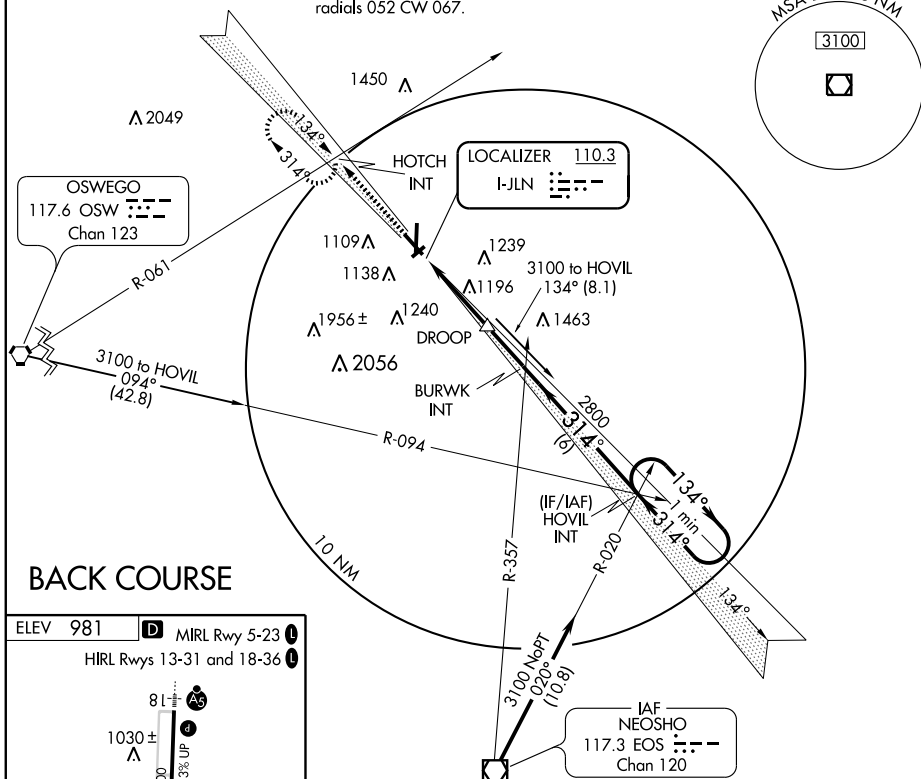 radials 052 CW 067.
NM
3100
1450
2049
134°
314°
HOTCH
INT
LOCALIZER 110.3
I-JLN
OSWEGO
117.6 OSW
Chan 123
R-061
1109
1138
1239
1196
3100 to HOVIL
134° (8.1)
1956 ±
1240
1463
DROOP
2056
3100 to HOVIL
094°
(42.8)
BURWK
INT
2800
314°
(6)
R-094
134°
1 min
314°
(IF/IAF)
HOVIL
INT
R-357
R-020
10 NM
134°
BACK COURSE
ELEV 981 D MIRL Rwy 5-23 L
HIRL Rwys 13-31 and 18-36 L
18
A5
1030 ±
P
3% UP
3100 NoPT
020°
(10.8)
IAF
NEOSHO
117.3 EOS
Chan 120